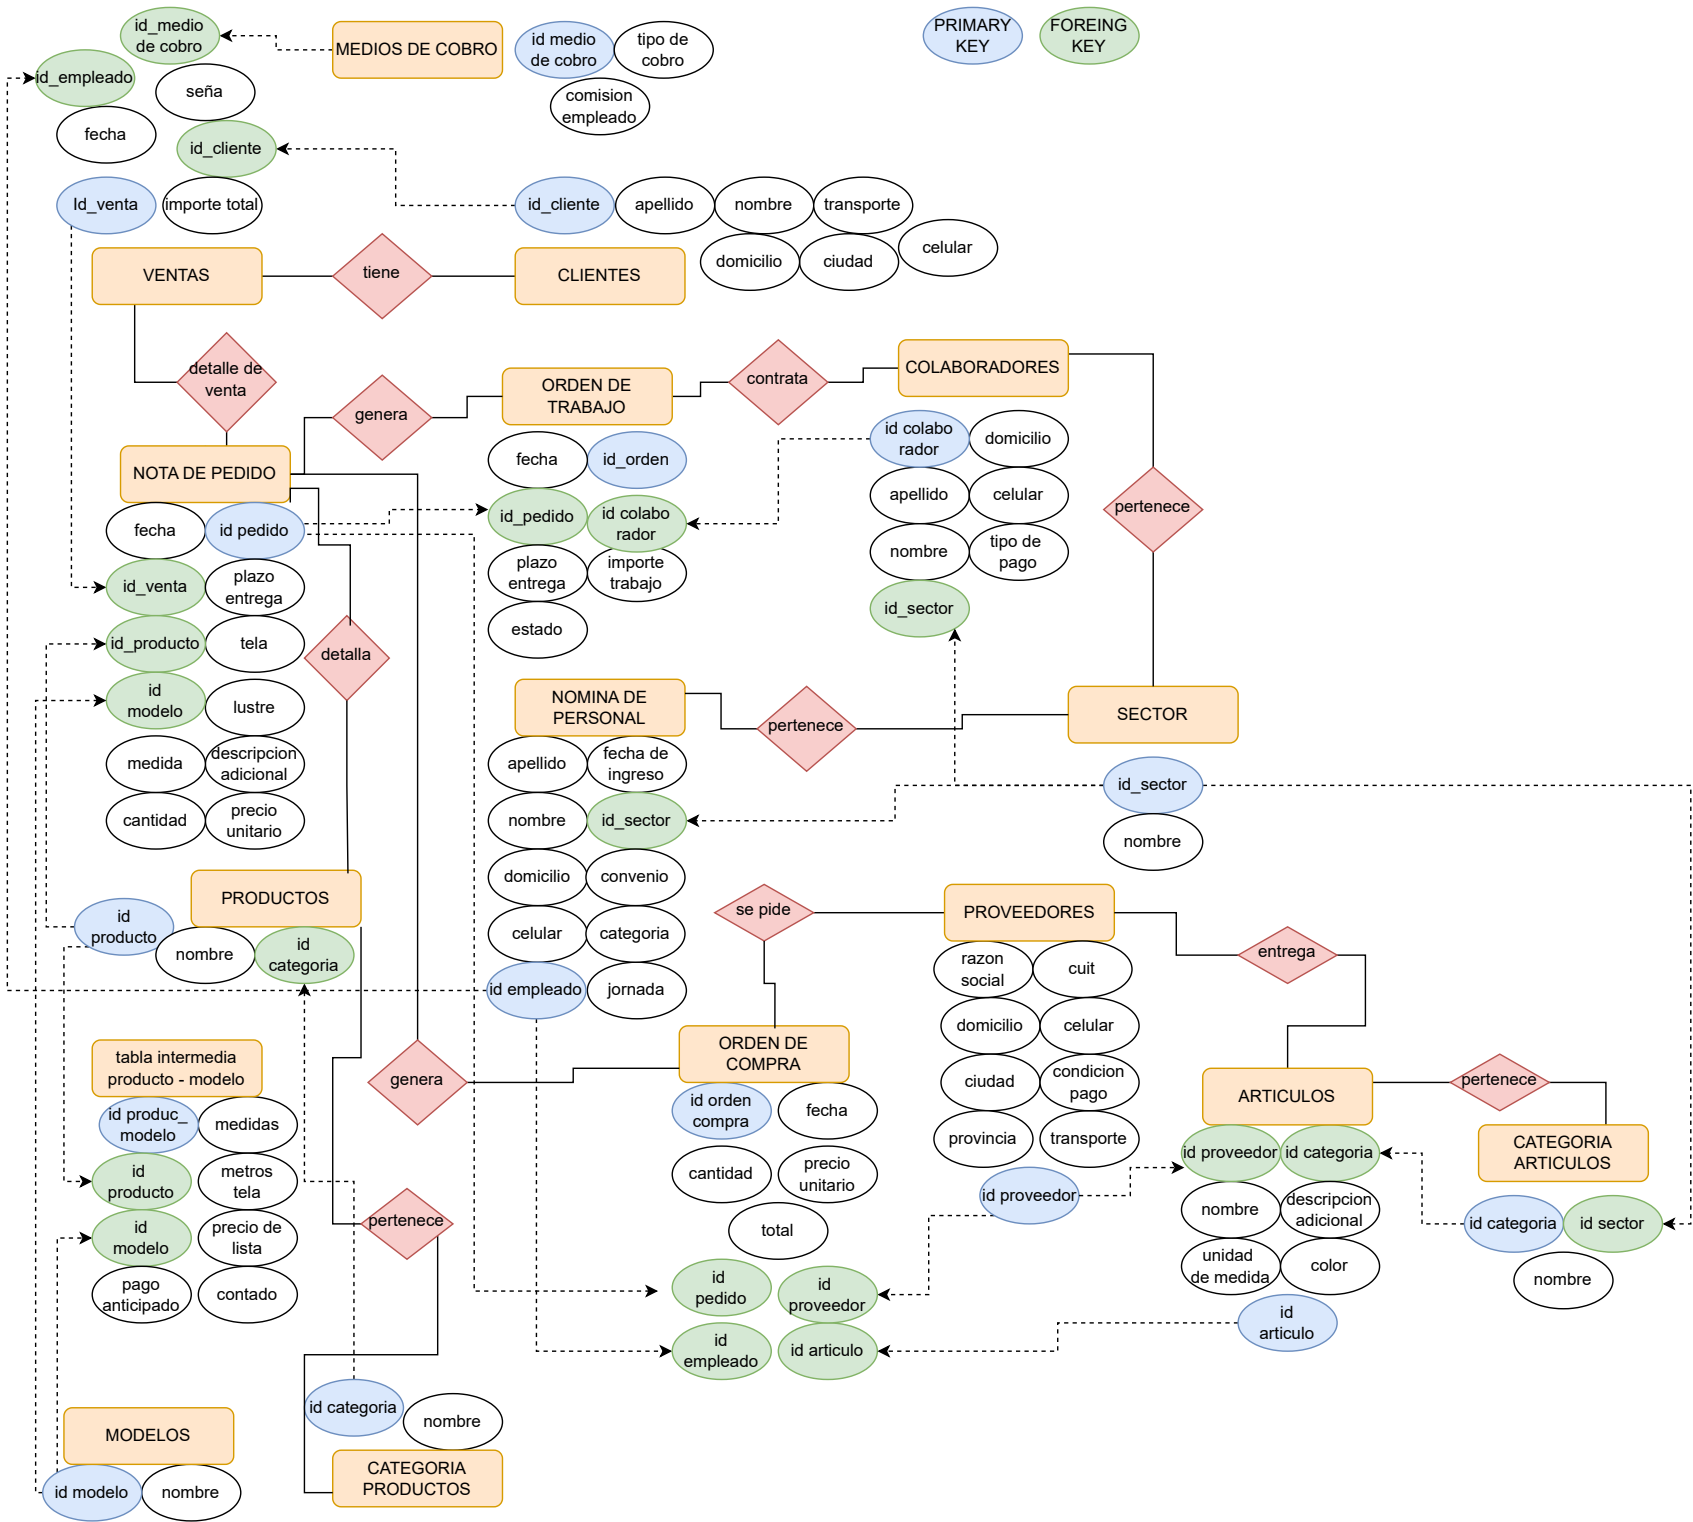 id_medio
de cobro
MEDIOS DE COBRO
id medio
de cobro
tipo de
cobro
comision
empleado
PRIMARY
KEY
FOREING
KEY
id_empleado
seña
fecha
id_cliente
Id_venta
importe total
id_cliente
apellido
nombre
transporte
domicilio
ciudad
celular
VENTAS
tiene
CLIENTES
detalle de
venta
genera
ORDEN DE
TRABAJO
contrata
COLABORADORES
NOTA DE PEDIDO
fecha
id pedido
id_venta
plazo
entrega
id_producto
tela
id
modelo
lustre
medida
descripcion
adicional
cantidad
precio
unitario
detalla
fecha
id_orden
id_pedido
id colabo
rador
plazo
entrega
importe
trabajo
estado
id colabo
rador
domicilio
apellido
celular
nombre
tipo de
pago
id_sector
pertenece
NOMINA DE
PERSONAL
pertenece
SECTOR
apellido
fecha de
ingreso
nombre
id_sector
domicilio
convenio
celular
categoria
id empleado
jornada
id_sector
nombre
PRODUCTOS
id
producto
nombre
id
categoria
se pide
PROVEEDORES
razon
social
cuit
domicilio
celular
ciudad
condicion
pago
provincia
transporte
id proveedor
entrega
tabla intermedia
producto - modelo
id produc_
modelo
medidas
id
producto
metros
tela
id
modelo
precio de
lista
pago
anticipado
contado
genera
ORDEN DE
COMPRA
id orden
compra
fecha
cantidad
precio
unitario
total
id
pedido
id
proveedor
id
empleado
id articulo
ARTICULOS
id proveedor
id categoria
nombre
descripcion
adicional
unidad
de medida
color
id
articulo
pertenece
CATEGORIA
ARTICULOS
id categoria
id sector
nombre
pertenece
id categoria
nombre
CATEGORIA
PRODUCTOS
MODELOS
id modelo
nombre